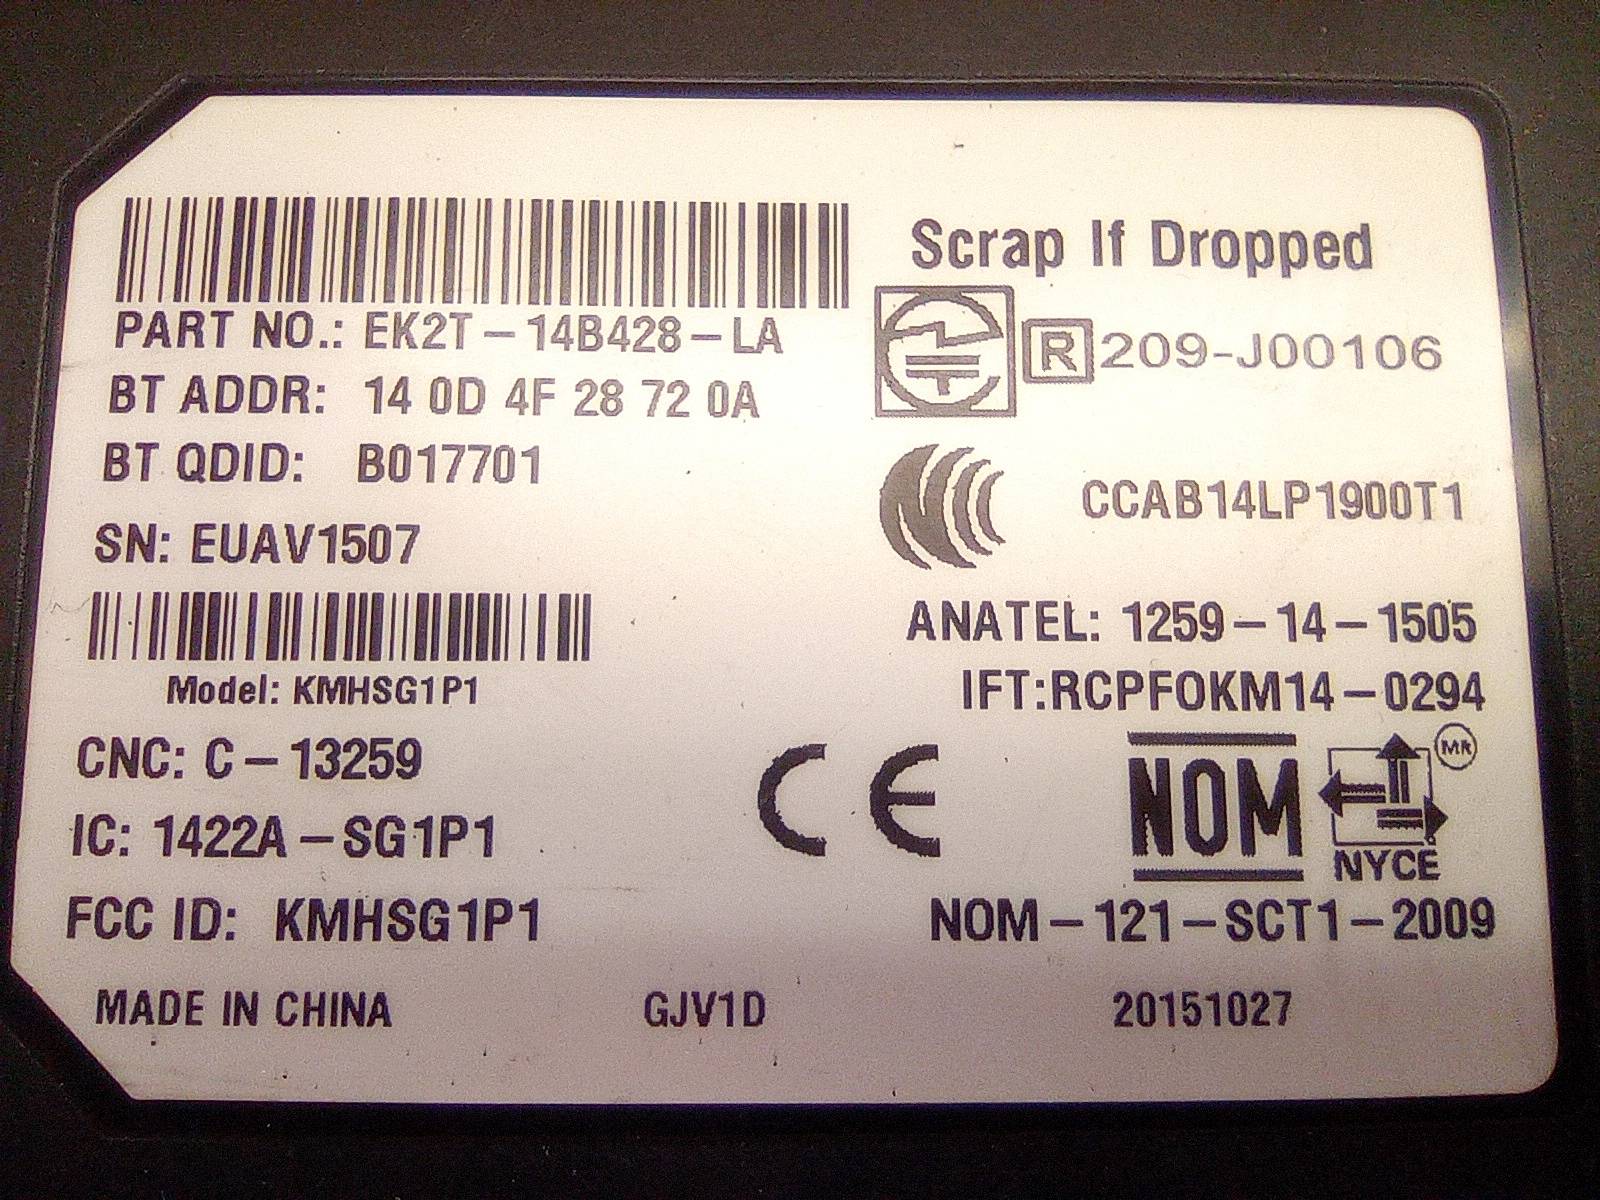 Scrap If Dropped
PART NO.: EK2T-14B428-LA
R 209-J00106
BT ADDR: 14 0D 4F 28 72 0A
BT QDID: B017701
CCAB14LP1900T1
SN: EUAV1507
ANATEL: 1259-14-1505
Model: KMHSG1P1
IFT:RCPFOKM14-0294
CNC: C-13259
CE
NOM
MR
IC: 1422A-SG1P1
NYCE
FCC ID: KMHSG1P1
NOM-121-SCT1-2009
MADE IN CHINA
GJV1D
20151027